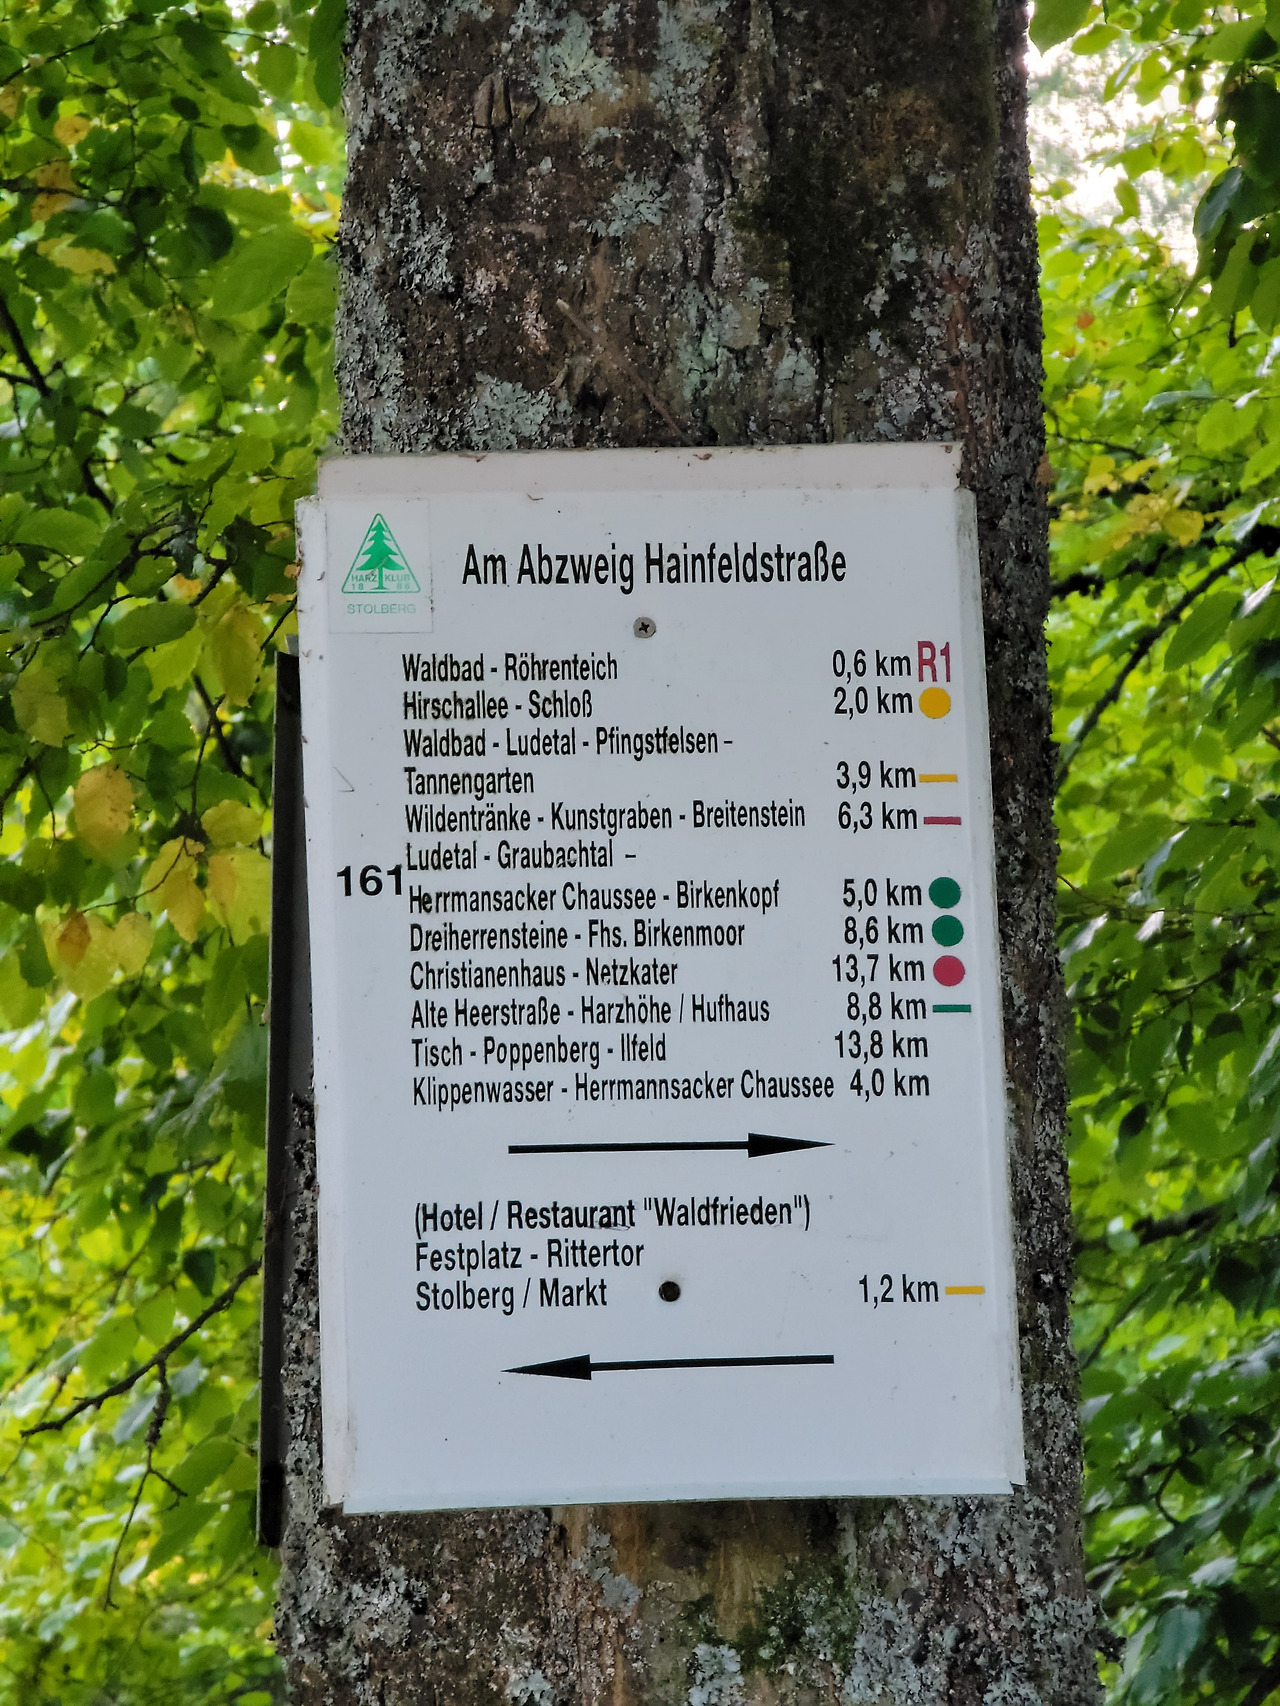 HARZ KLUB
18 86
STOLBERG
Am Abzweig Hainfeldstraße
Waldbad - Röhrenteich 0,6 km R1
Hirschallee - Schloß 2,0 km
Waldbad - Ludetal - Pfingstfelsen –
Tannengarten 3,9 km
Wildentränke - Kunstgraben - Breitenstein 6,3 km
Ludetal - Graubachtal –
161
Herrmansacker Chaussee - Birkenkopf 5,0 km
Dreiherrensteine - Fhs. Birkenmoor 8,6 km
Christianenhaus - Netzkater 13,7 km
Alte Heerstraße - Harzhöhe / Hufhaus 8,8 km
Tisch - Poppenberg - Ilfeld 13,8 km
Klippenwasser - Herrmannsacker Chaussee 4,0 km
(Hotel / Restaurant "Waldfrieden")
Festplatz - Rittertor
Stolberg / Markt 1,2 km